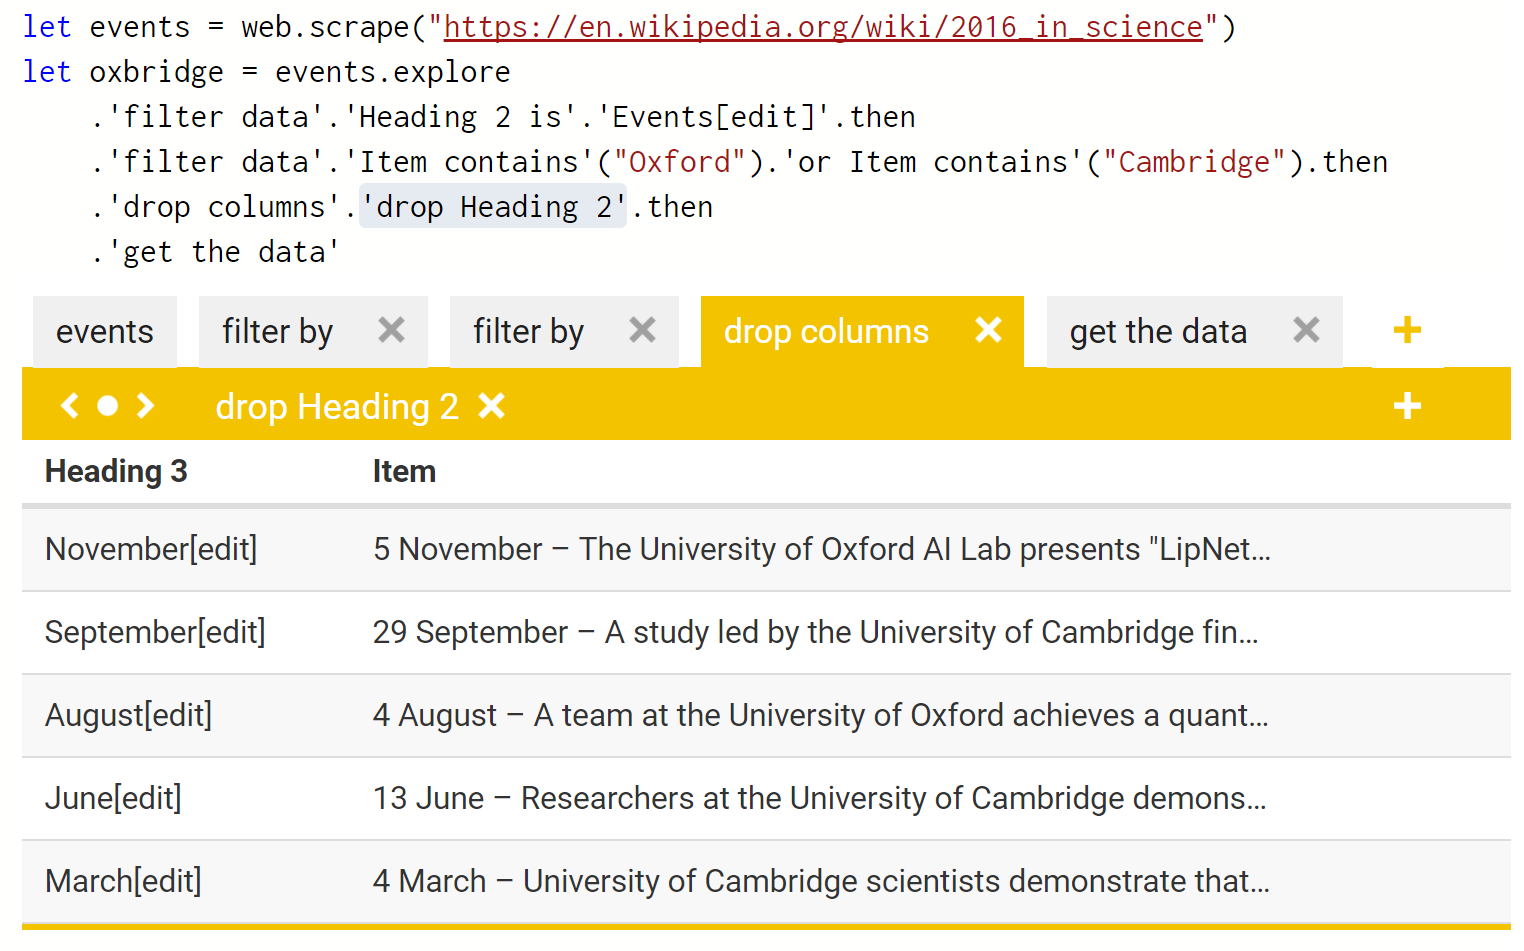 let events = web.scrape("https://en.wikipedia.org/wiki/2016_in_science")
let oxbridge = events.explore
.'filter data'.'Heading 2 is'.'Events[edit]'.then
.'filter data'.'Item contains'("Oxford").'or Item contains'("Cambridge").then
.'drop columns'.'drop Heading 2'.then
.'get the data'
events filter by filter by drop columns get the data
drop Heading 2
Heading 3 Item
November[edit] 5 November – The University of Oxford AI Lab presents "LipNet...
September[edit] 29 September – A study led by the University of Cambridge fin...
August[edit] 4 August – A team at the University of Oxford achieves a quant...
June[edit] 13 June – Researchers at the University of Cambridge demons...
March[edit] 4 March – University of Cambridge scientists demonstrate that...